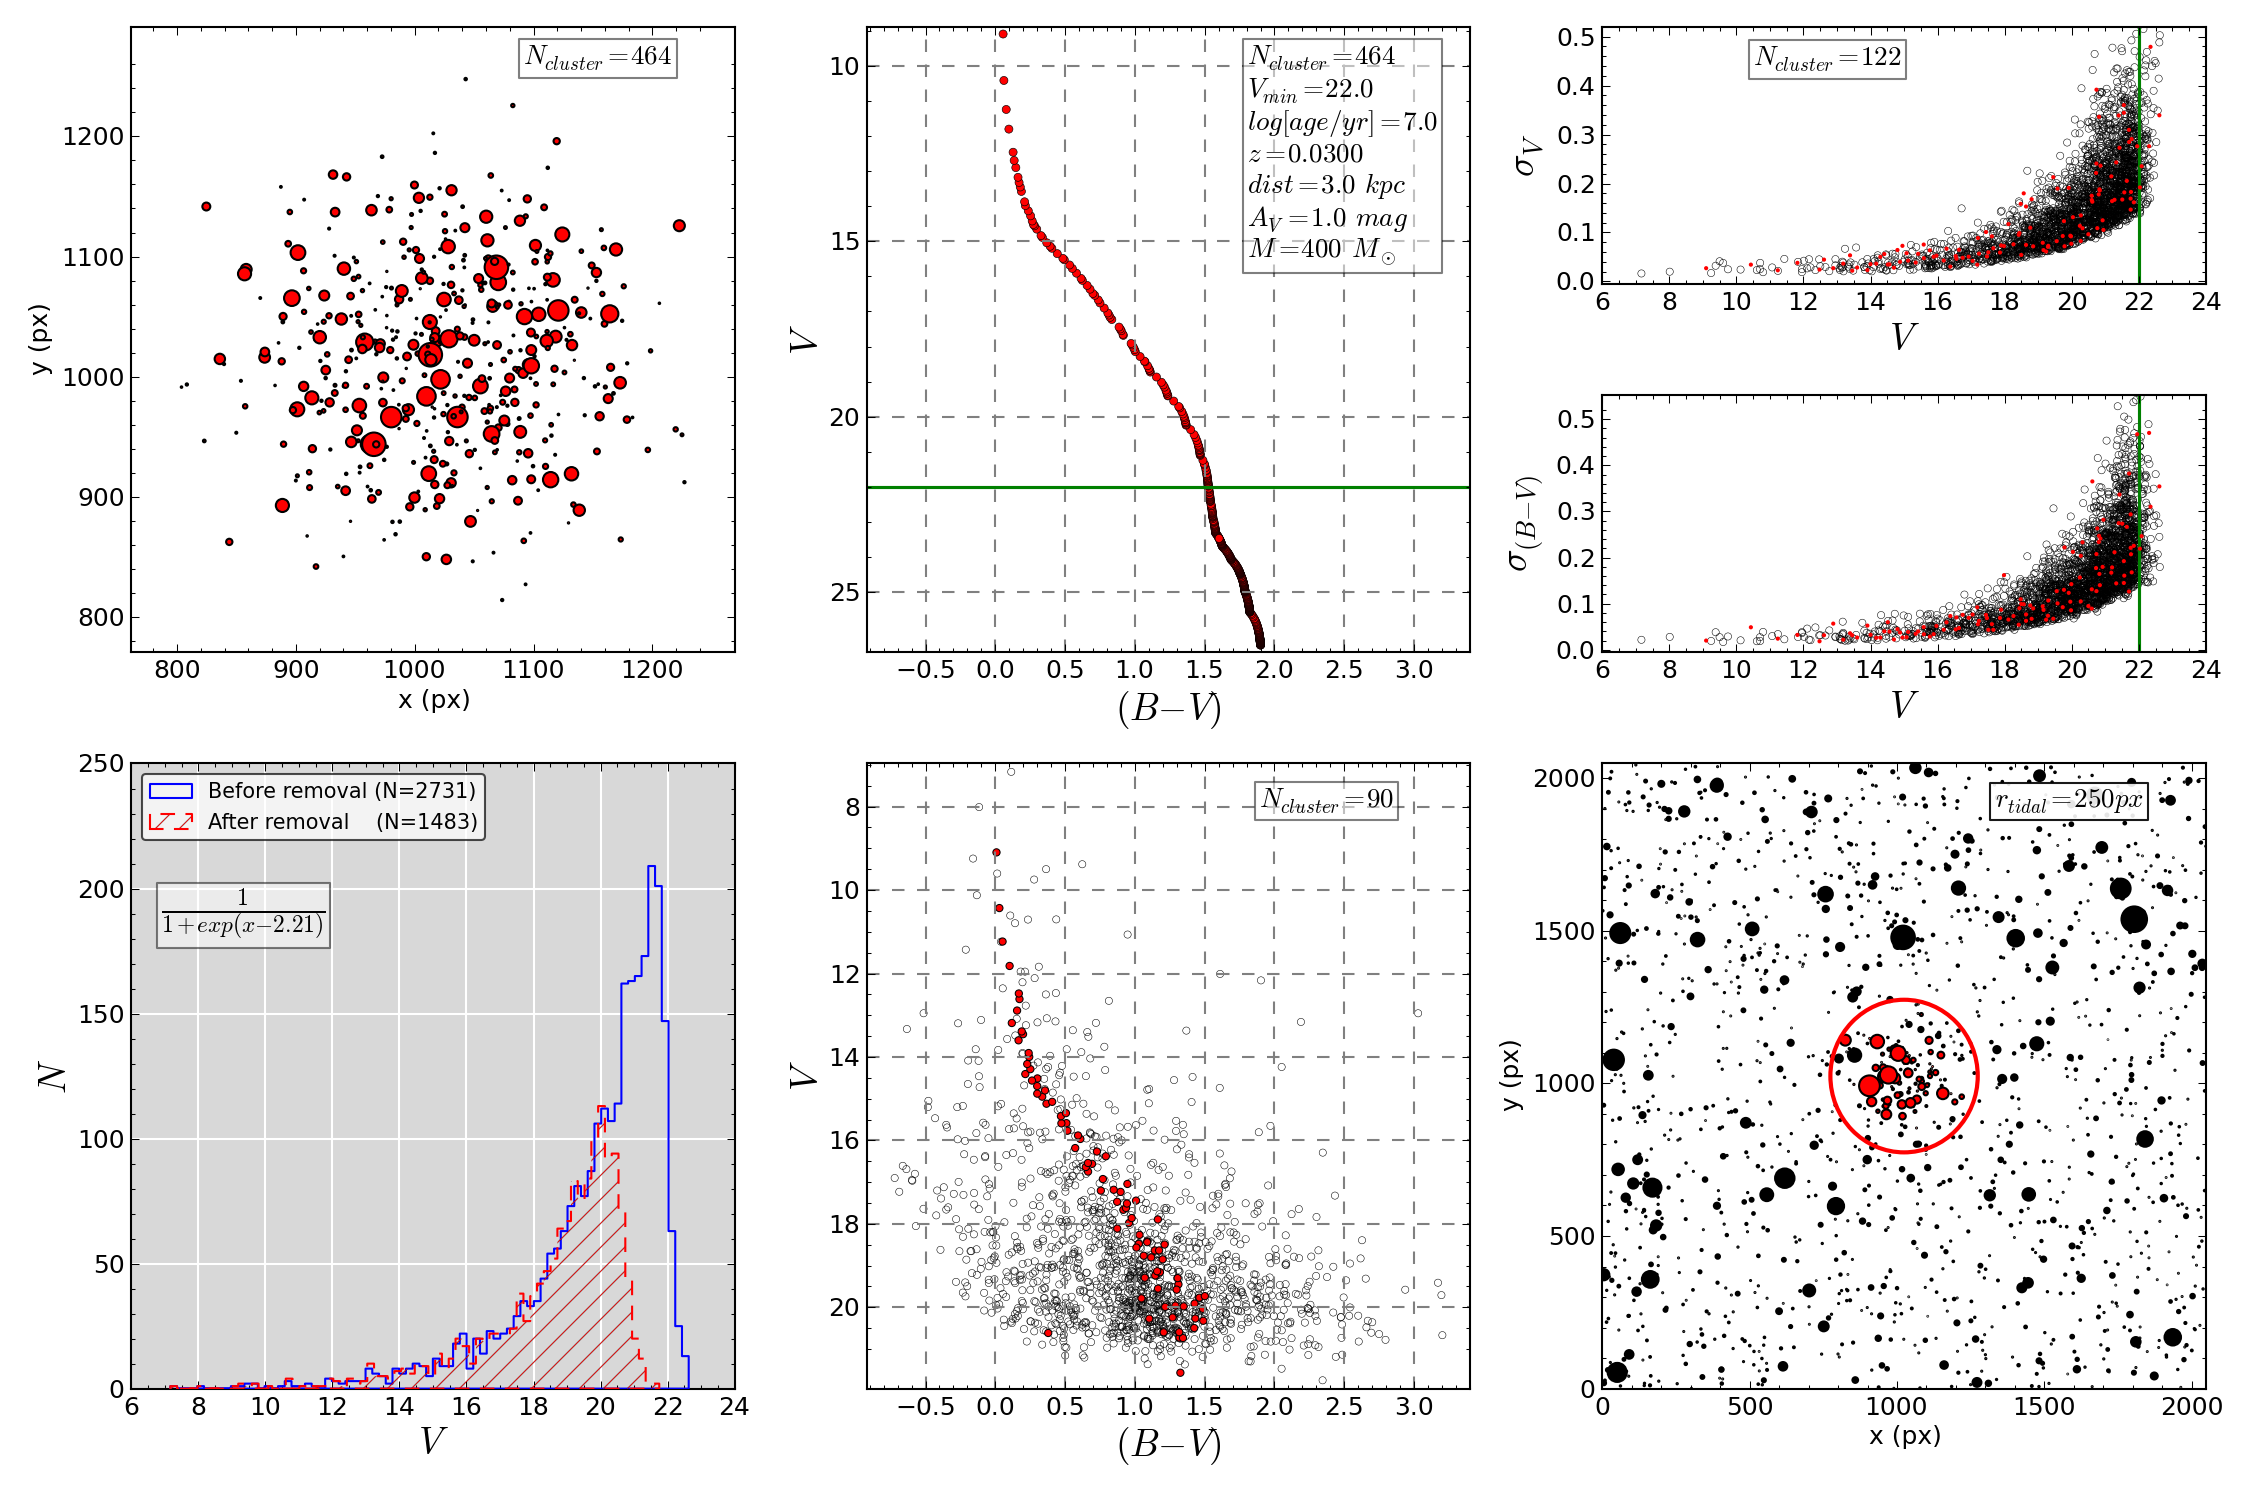 N_cluster=464
y (px)
1200
1100
1000
900
800
800 900 1000 1100 1200
x (px)
N_cluster=464
V_min=22.0
log[age/yr]=7.0
z=0.0300
dist=3.0 kpc
A_V=1.0 mag
M=400 M_⊙
V
10
15
20
25
−0.5 0.0 0.5 1.0 1.5 2.0 2.5 3.0
(B−V)
N_cluster=122
σ_V
0.5
0.4
0.3
0.2
0.1
0.0
6 8 10 12 14 16 18 20 22 24
V
σ_(B−V)
0.5
0.4
0.3
0.2
0.1
0.0
6 8 10 12 14 16 18 20 22 24
V
Before removal (N=2731)
After removal (N=1483)
1
1+exp(x−2.21)
N
250
200
150
100
50
0
6 8 10 12 14 16 18 20 22 24
V
N_cluster=90
V
8
10
12
14
16
18
20
−0.5 0.0 0.5 1.0 1.5 2.0 2.5 3.0
(B−V)
r_tidal=250px
y (px)
2000
1500
1000
500
0
0 500 1000 1500 2000
x (px)